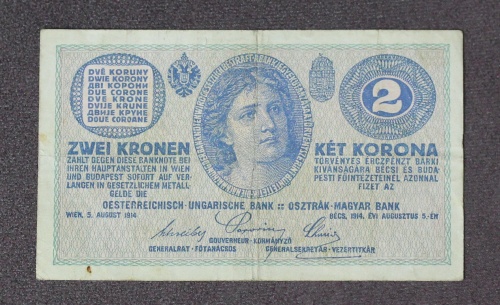 DVĚ KORUNY
DWIE KORONY
ДВІ КОРОНИ
DUE CORONE
DVE KRONE
DVIJE KRUNE
ДВИЈЕ КРУНЕ
DOUE COROANE
2
ZWEI KRONEN
ZAHLT GEGEN DIESE BANKNOTE BEI
IHREN HAUPTANSTALTEN IN WIEN
UND BUDAPEST SOFORT AUF VER-
LANGEN IN GESETZLICHEM METALL-
GELDE DIE
KÉT KORONA
TÖRVÉNYES ÉRCZPÉNZT BÁRKI
KIVÁNSÁGÁRA BÉCSI ÉS BUDA-
PESTI FŐINTÉZETEINÉL AZONNAL
FIZET AZ
OESTERREICHISCH-UNGARISCHE BANK :: OSZTRÁK-MAGYAR BANK
WIEN, 5. AUGUST 1914
BÉCS, 1914. ÉVI AUGUSZTUS 5.-ÉN
GOUVERNEUR-KORMÁNYZÓ
GENERALRAT-FŐTANÁCSOS
GENERALSEKRETÄR-VEZÉRTITKÁR